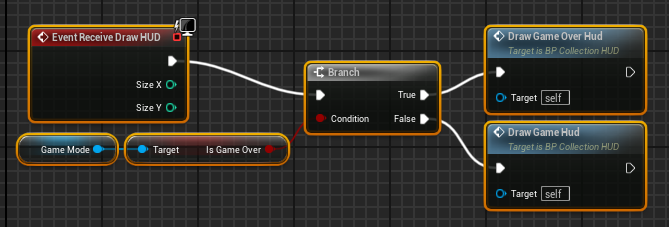 Event Receive Draw HUD
Size X
Size Y
Game Mode
Target
Is Game Over
Branch
True
Condition
False
Draw Game Over Hud
Target is BP Collection HUD
Target
self
Draw Game Hud
Target is BP Collection HUD
Target
self